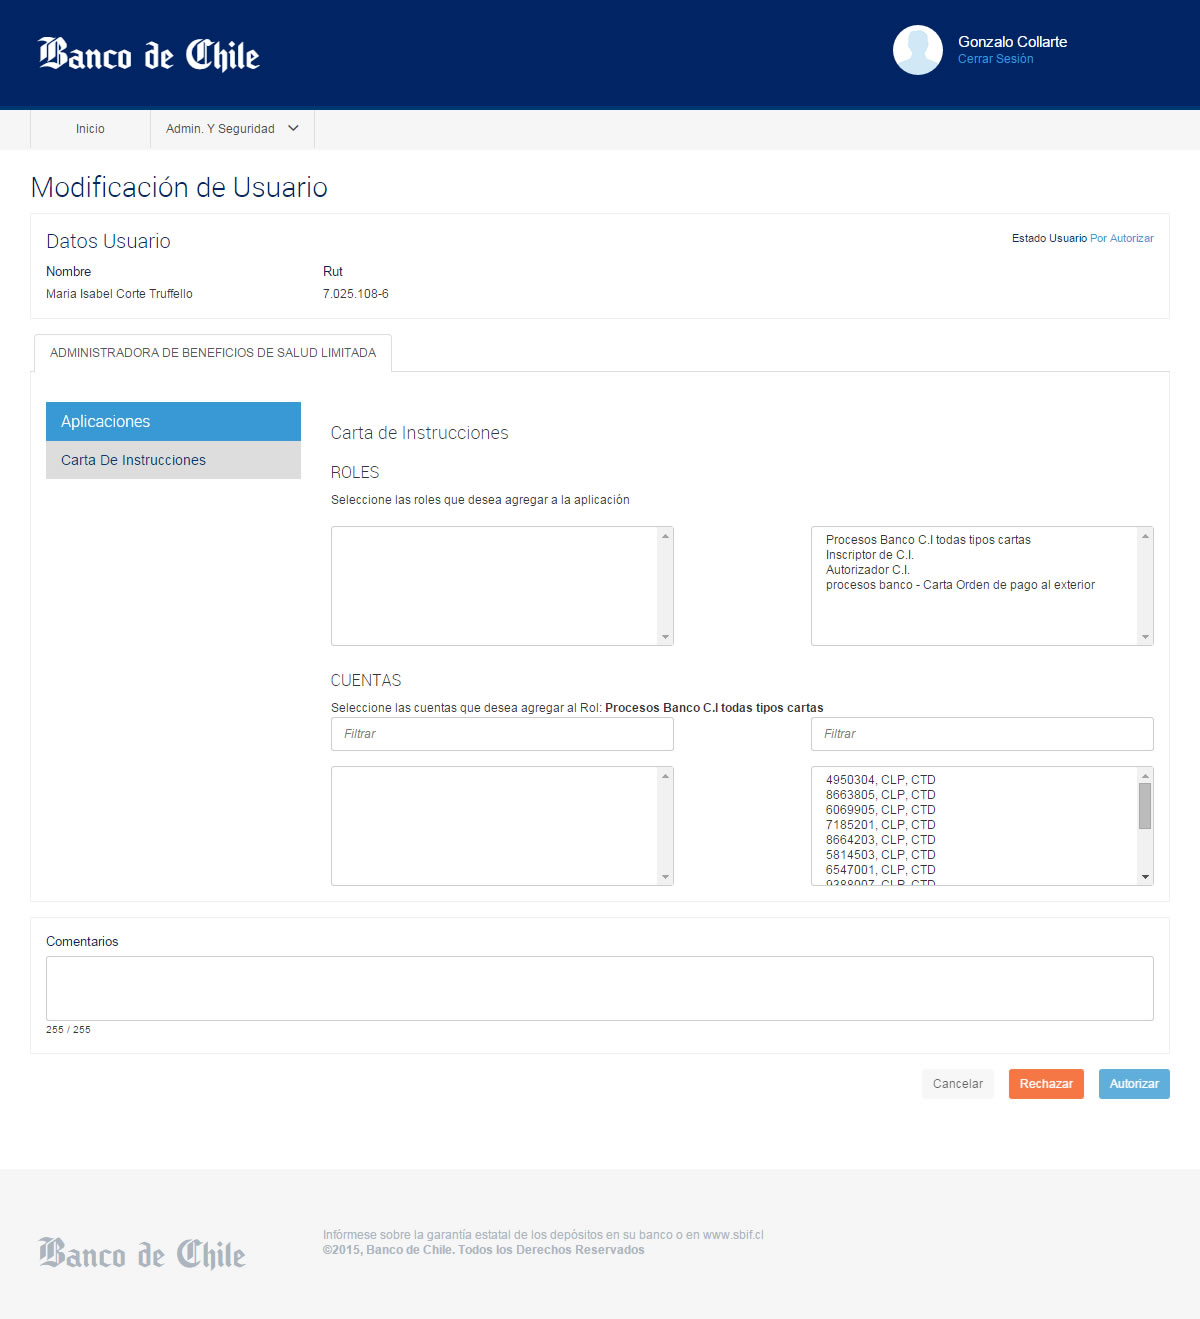 Banco de Chile
Gonzalo Collarte
Cerrar Sesión
Inicio
Admin. Y Seguridad
Modificación de Usuario
Datos Usuario
Estado Usuario Por Autorizar
Nombre
Rut
Maria Isabel Corte Truffello
7.025.108-6
ADMINISTRADORA DE BENEFICIOS DE SALUD LIMITADA
Aplicaciones
Carta De Instrucciones
Carta de Instrucciones
ROLES
Seleccione las roles que desea agregar a la aplicación
Procesos Banco C.I todas tipos cartas
Inscriptor de C.I.
Autorizador C.I.
procesos banco - Carta Orden de pago al exterior
CUENTAS
Seleccione las cuentas que desea agregar al Rol: Procesos Banco C.I todas tipos cartas
Filtrar
Filtrar
4950304, CLP, CTD
8663805, CLP, CTD
6069905, CLP, CTD
7185201, CLP, CTD
8664203, CLP, CTD
5814503, CLP, CTD
6547001, CLP, CTD
9388007, CLP, CTD
Comentarios
255 / 255
Cancelar
Rechazar
Autorizar
Banco de Chile
Infórmese sobre la garantía estatal de los depósitos en su banco o en www.sbif.cl
©2015, Banco de Chile. Todos los Derechos Reservados